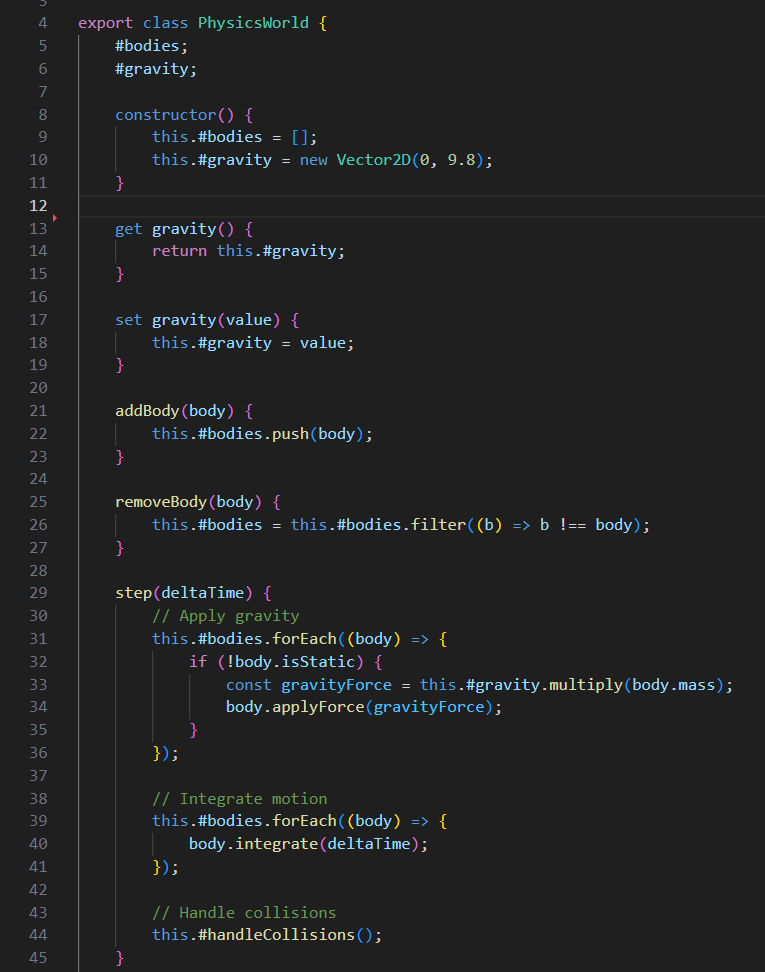 3
4 export class PhysicsWorld {
5 #bodies;
6 #gravity;
7
8 constructor() {
9 this.#bodies = [];
10 this.#gravity = new Vector2D(0, 9.8);
11 }
12
13 get gravity() {
14 return this.#gravity;
15 }
16
17 set gravity(value) {
18 this.#gravity = value;
19 }
20
21 addBody(body) {
22 this.#bodies.push(body);
23 }
24
25 removeBody(body) {
26 this.#bodies = this.#bodies.filter((b) => b !== body);
27 }
28
29 step(deltaTime) {
30 // Apply gravity
31 this.#bodies.forEach((body) => {
32 if (!body.isStatic) {
33 const gravityForce = this.#gravity.multiply(body.mass);
34 body.applyForce(gravityForce);
35 }
36 });
37
38 // Integrate motion
39 this.#bodies.forEach((body) => {
40 body.integrate(deltaTime);
41 });
42
43 // Handle collisions
44 this.#handleCollisions();
45 }